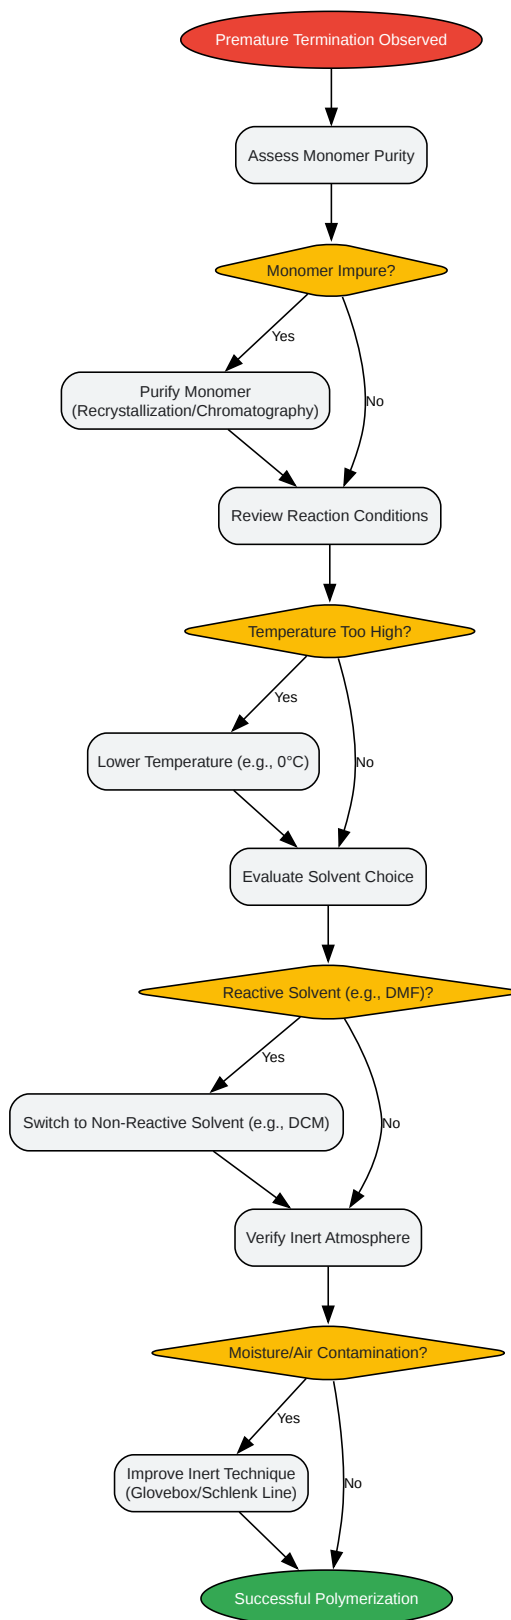 Premature Termination Observed
Assess Monomer Purity
Monomer Impure?
Yes
Purify Monomer
(Recrystallization/Chromatography)
No
Review Reaction Conditions
Temperature Too High?
Yes
Lower Temperature (e.g., 0°C)
No
Evaluate Solvent Choice
Reactive Solvent (e.g., DMF)?
Yes
Switch to Non-Reactive Solvent (e.g., DCM)
No
Verify Inert Atmosphere
Moisture/Air Contamination?
Yes
Improve Inert Technique
(Glovebox/Schlenk Line)
No
Successful Polymerization